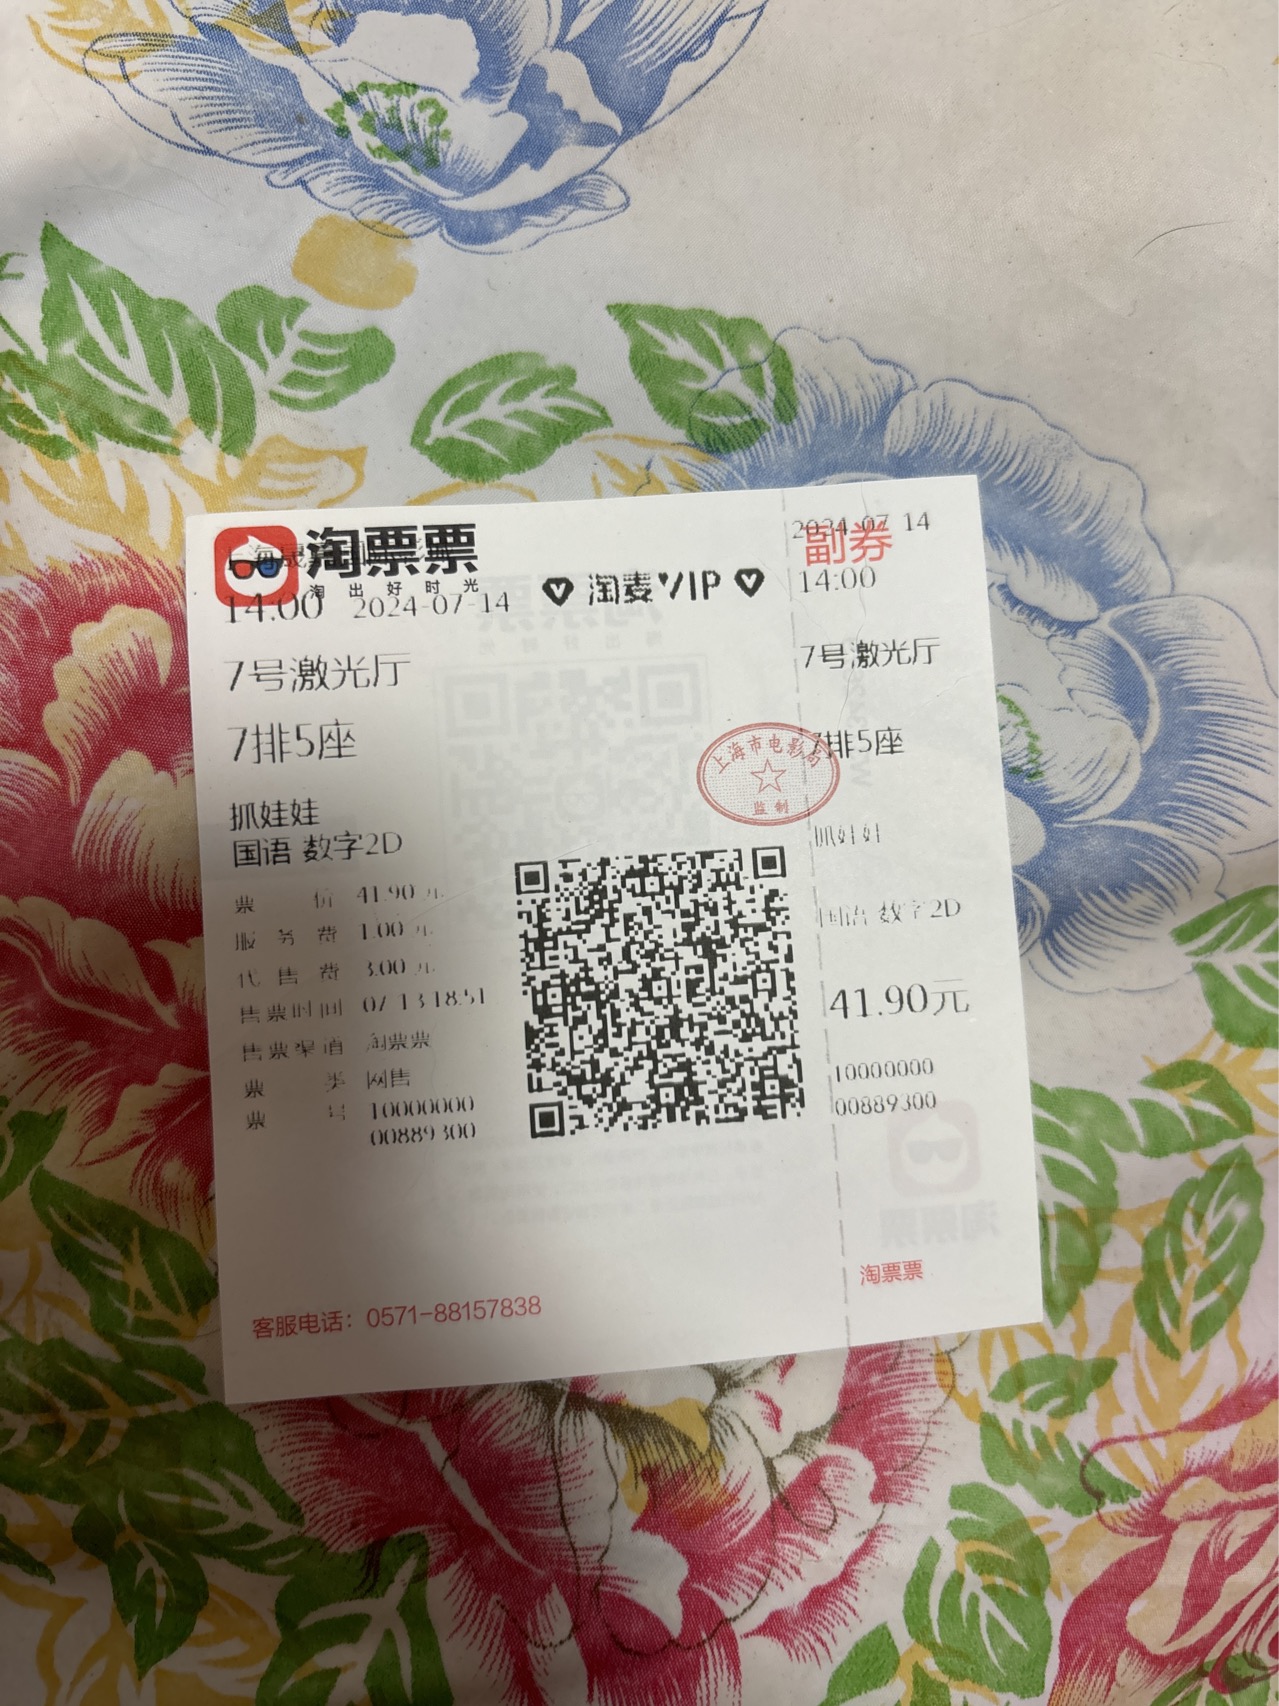 淘票票
淘出好时光
14:00 2024-07-14
淘麦VIP
7号激光厅
7排5座
抓娃娃
国语 数字2D
票价 41.90 元
服务费 1.00 元
代售费 3.00 元
售票时间 07-13 18:51
售票渠道 淘票票
票类 网售
票号 10000000
00889300
客服电话：0571-88157838
上海市电影局
监制
副券
2024-07-14
14:00
7号激光厅
7排5座
抓娃娃
国语 数字2D
41.90元
10000000
00889300
淘票票